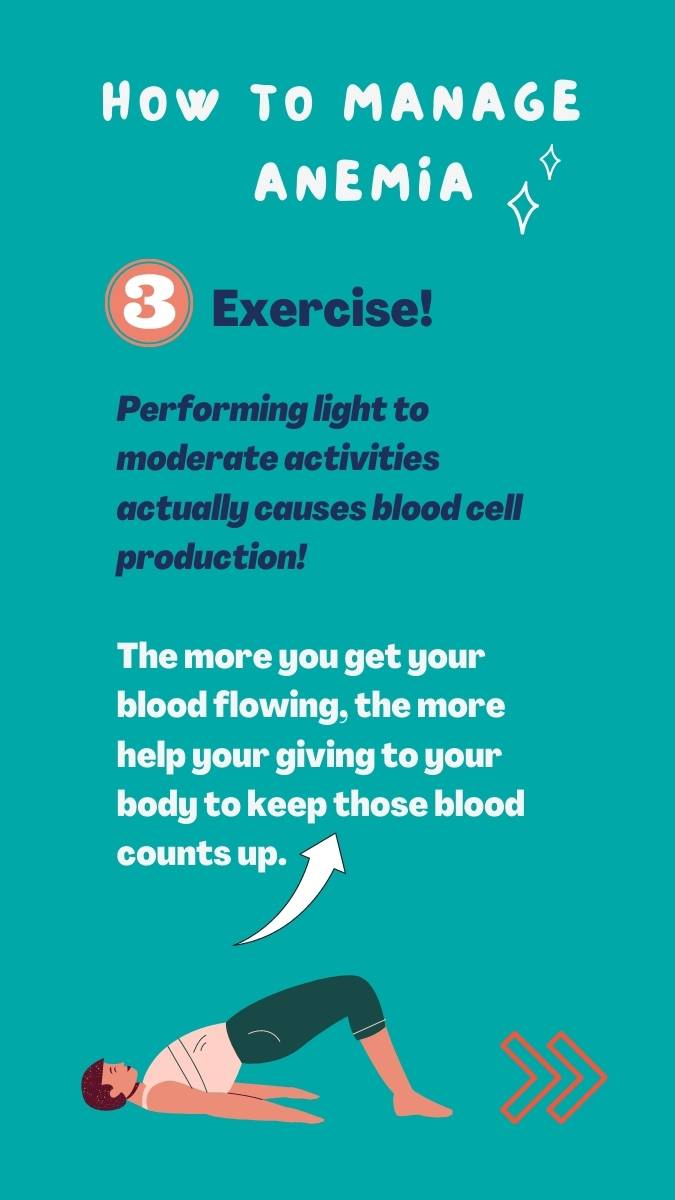 HOW TO MANAGE
ANEMiA
3 Exercise!
Performing light to
moderate activities
actually causes blood cell
production!
The more you get your
blood flowing, the more
help your giving to your
body to keep those blood
counts up.